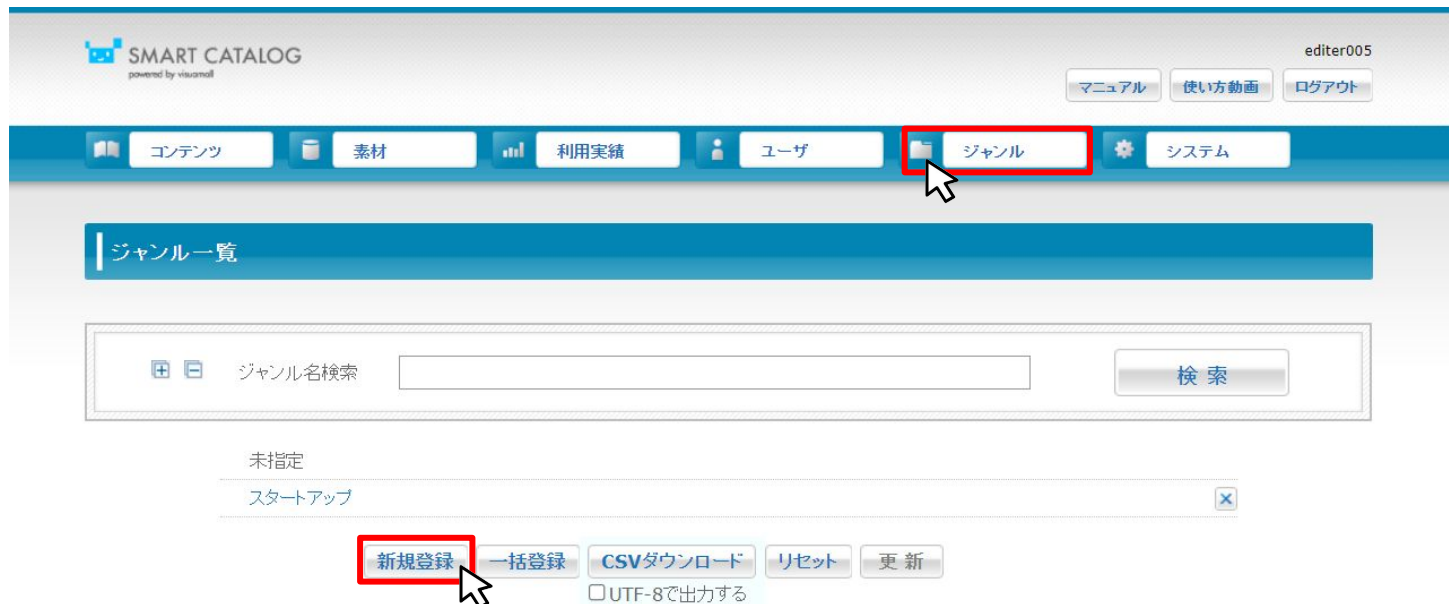 SMART CATALOG
powered by visuamall
editer005
マニュアル 使い方動画 ログアウト
コンテンツ 素材 利用実績 ユーザ ジャンル システム
ジャンル一覧
ジャンル名検索 検 索
未指定
スタートアップ
新規登録 一括登録 CSVダウンロード リセット 更 新
UTF-8で出力する